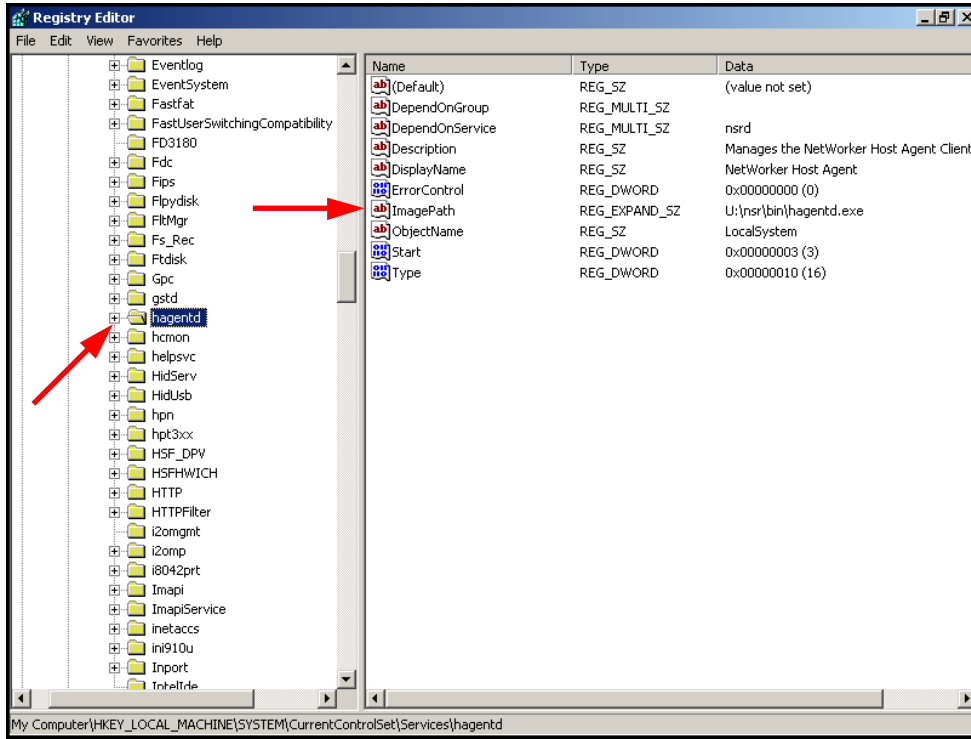 Registry Editor
File Edit View Favorites Help
Eventlog
EventSystem
Fastfat
FastUserSwitchingCompatibility
FD3180
Fdc
Fips
Flpydisk
FltMgr
Fs_Rec
Ftdisk
Gpc
gstd
hagentd
hcmon
helpsvc
HidServ
HidUsb
hpn
hpt3xx
HSF_DPV
HSFHWICH
HTTP
HTTPFilter
i2omgmt
i2omp
i8042prt
Imapi
ImapiService
inetaccs
ini910u
Inport
IntelIde
Name Type Data
(Default) REG_SZ (value not set)
DependOnGroup REG_MULTI_SZ
DependOnService REG_MULTI_SZ nsrd
Description REG_SZ Manages the NetWorker Host Agent Client
DisplayName REG_SZ NetWorker Host Agent
ErrorControl REG_DWORD 0x00000000 (0)
ImagePath REG_EXPAND_SZ U:\nsr\bin\hagentd.exe
ObjectName REG_SZ LocalSystem
Start REG_DWORD 0x00000003 (3)
Type REG_DWORD 0x00000010 (16)
My Computer\HKEY_LOCAL_MACHINE\SYSTEM\CurrentControlSet\Services\hagentd